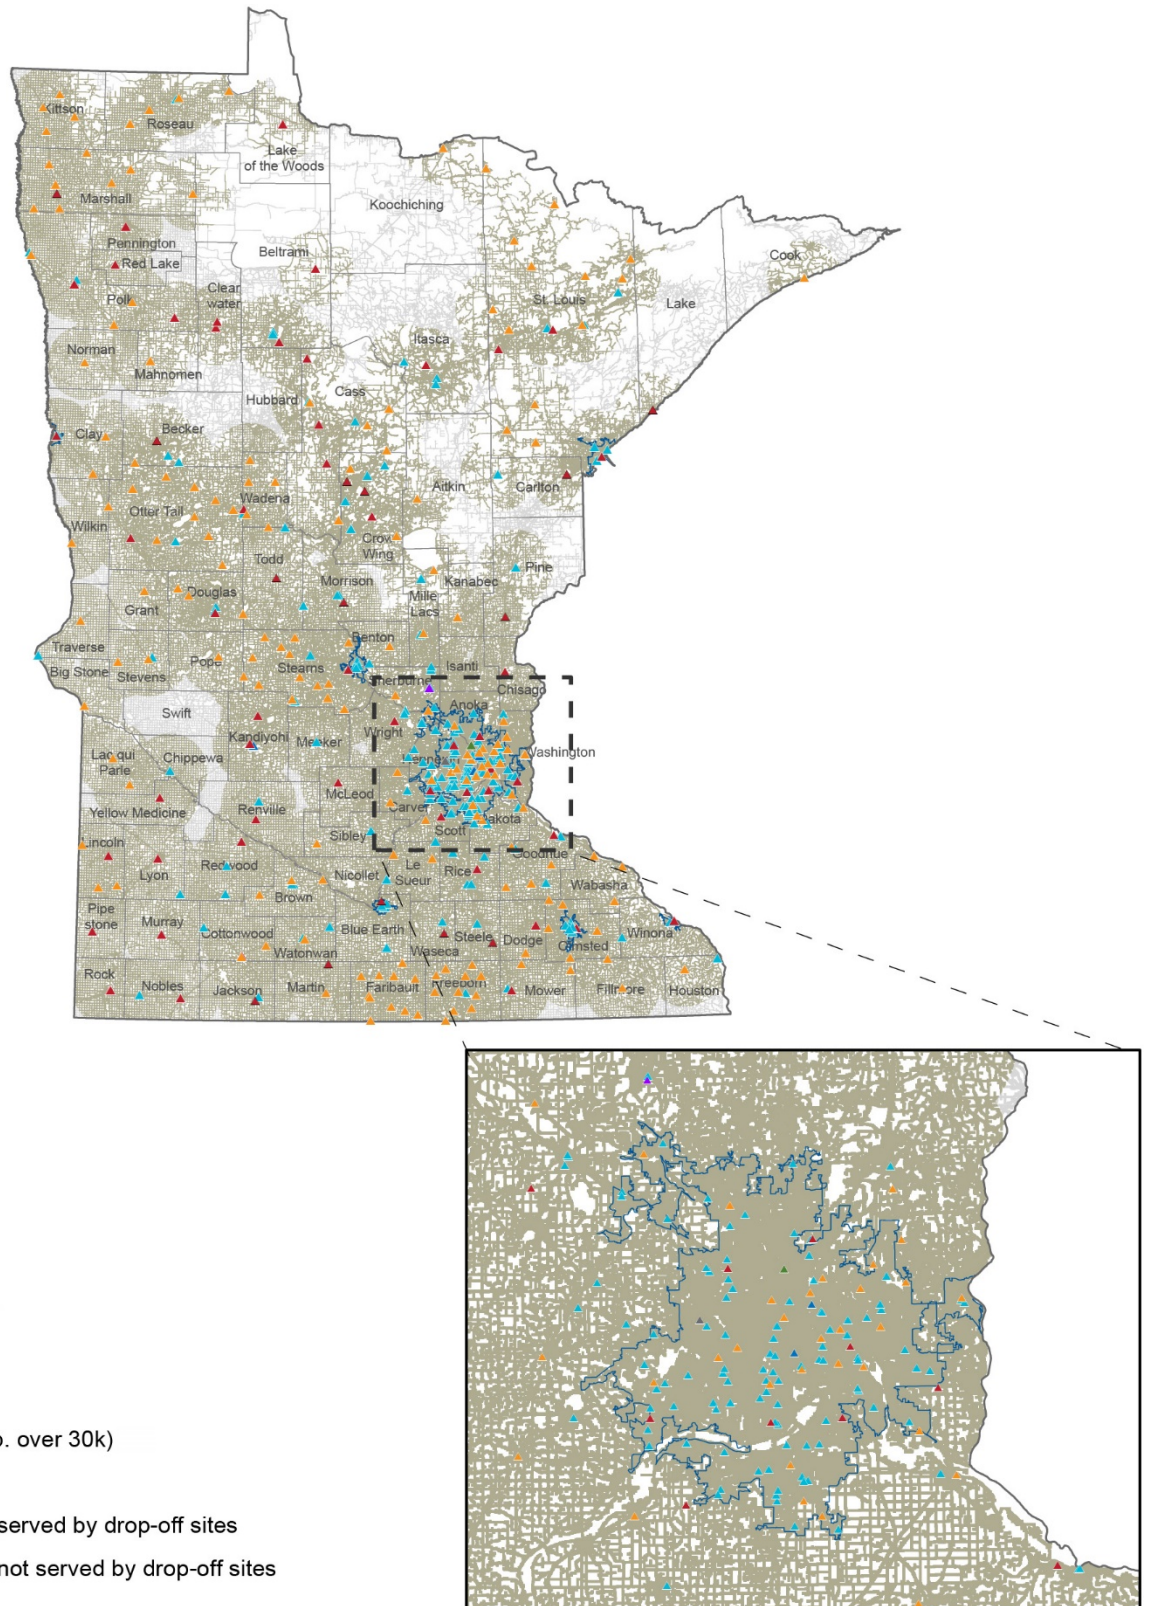 Kittson
Roseau
Lake
of the Woods
Koochiching
Marshall
Pennington
Beltrami
Red Lake
Cook
Clear
water
Polk
St. Louis
Lake
Itasca
Norman
Mahnomen
Cass
Hubbard
Clay
Becker
Aitkin
Carlton
Wadena
Otter Tail
Wilkin
Crow
Wing
Todd
Pine
Morrison
Kanabec
Douglas
Mille
Lacs
Grant
Benton
Traverse
Pope
Stearns
Isanti
Big Stone
Stevens
Sherburne
Chisago
Swift
Anoka
Wright
Kandiyohi
Meeker
Washington
Lac qui
Parle
Chippewa
Hennepin
McLeod
Carver
Renville
Yellow Medicine
Dakota
Scott
Sibley
Lincoln
Goodhue
Redwood
Le
Sueur
Rice
Lyon
Nicollet
Wabasha
Brown
Pipe
stone
Murray
Cottonwood
Blue Earth
Steele
Dodge
Olmsted
Winona
Watonwan
Waseca
Rock
Nobles
Jackson
Martin
Faribault
Freeborn
Mower
Fillmore
Houston
. over 30k)
served by drop-off sites
not served by drop-off sites